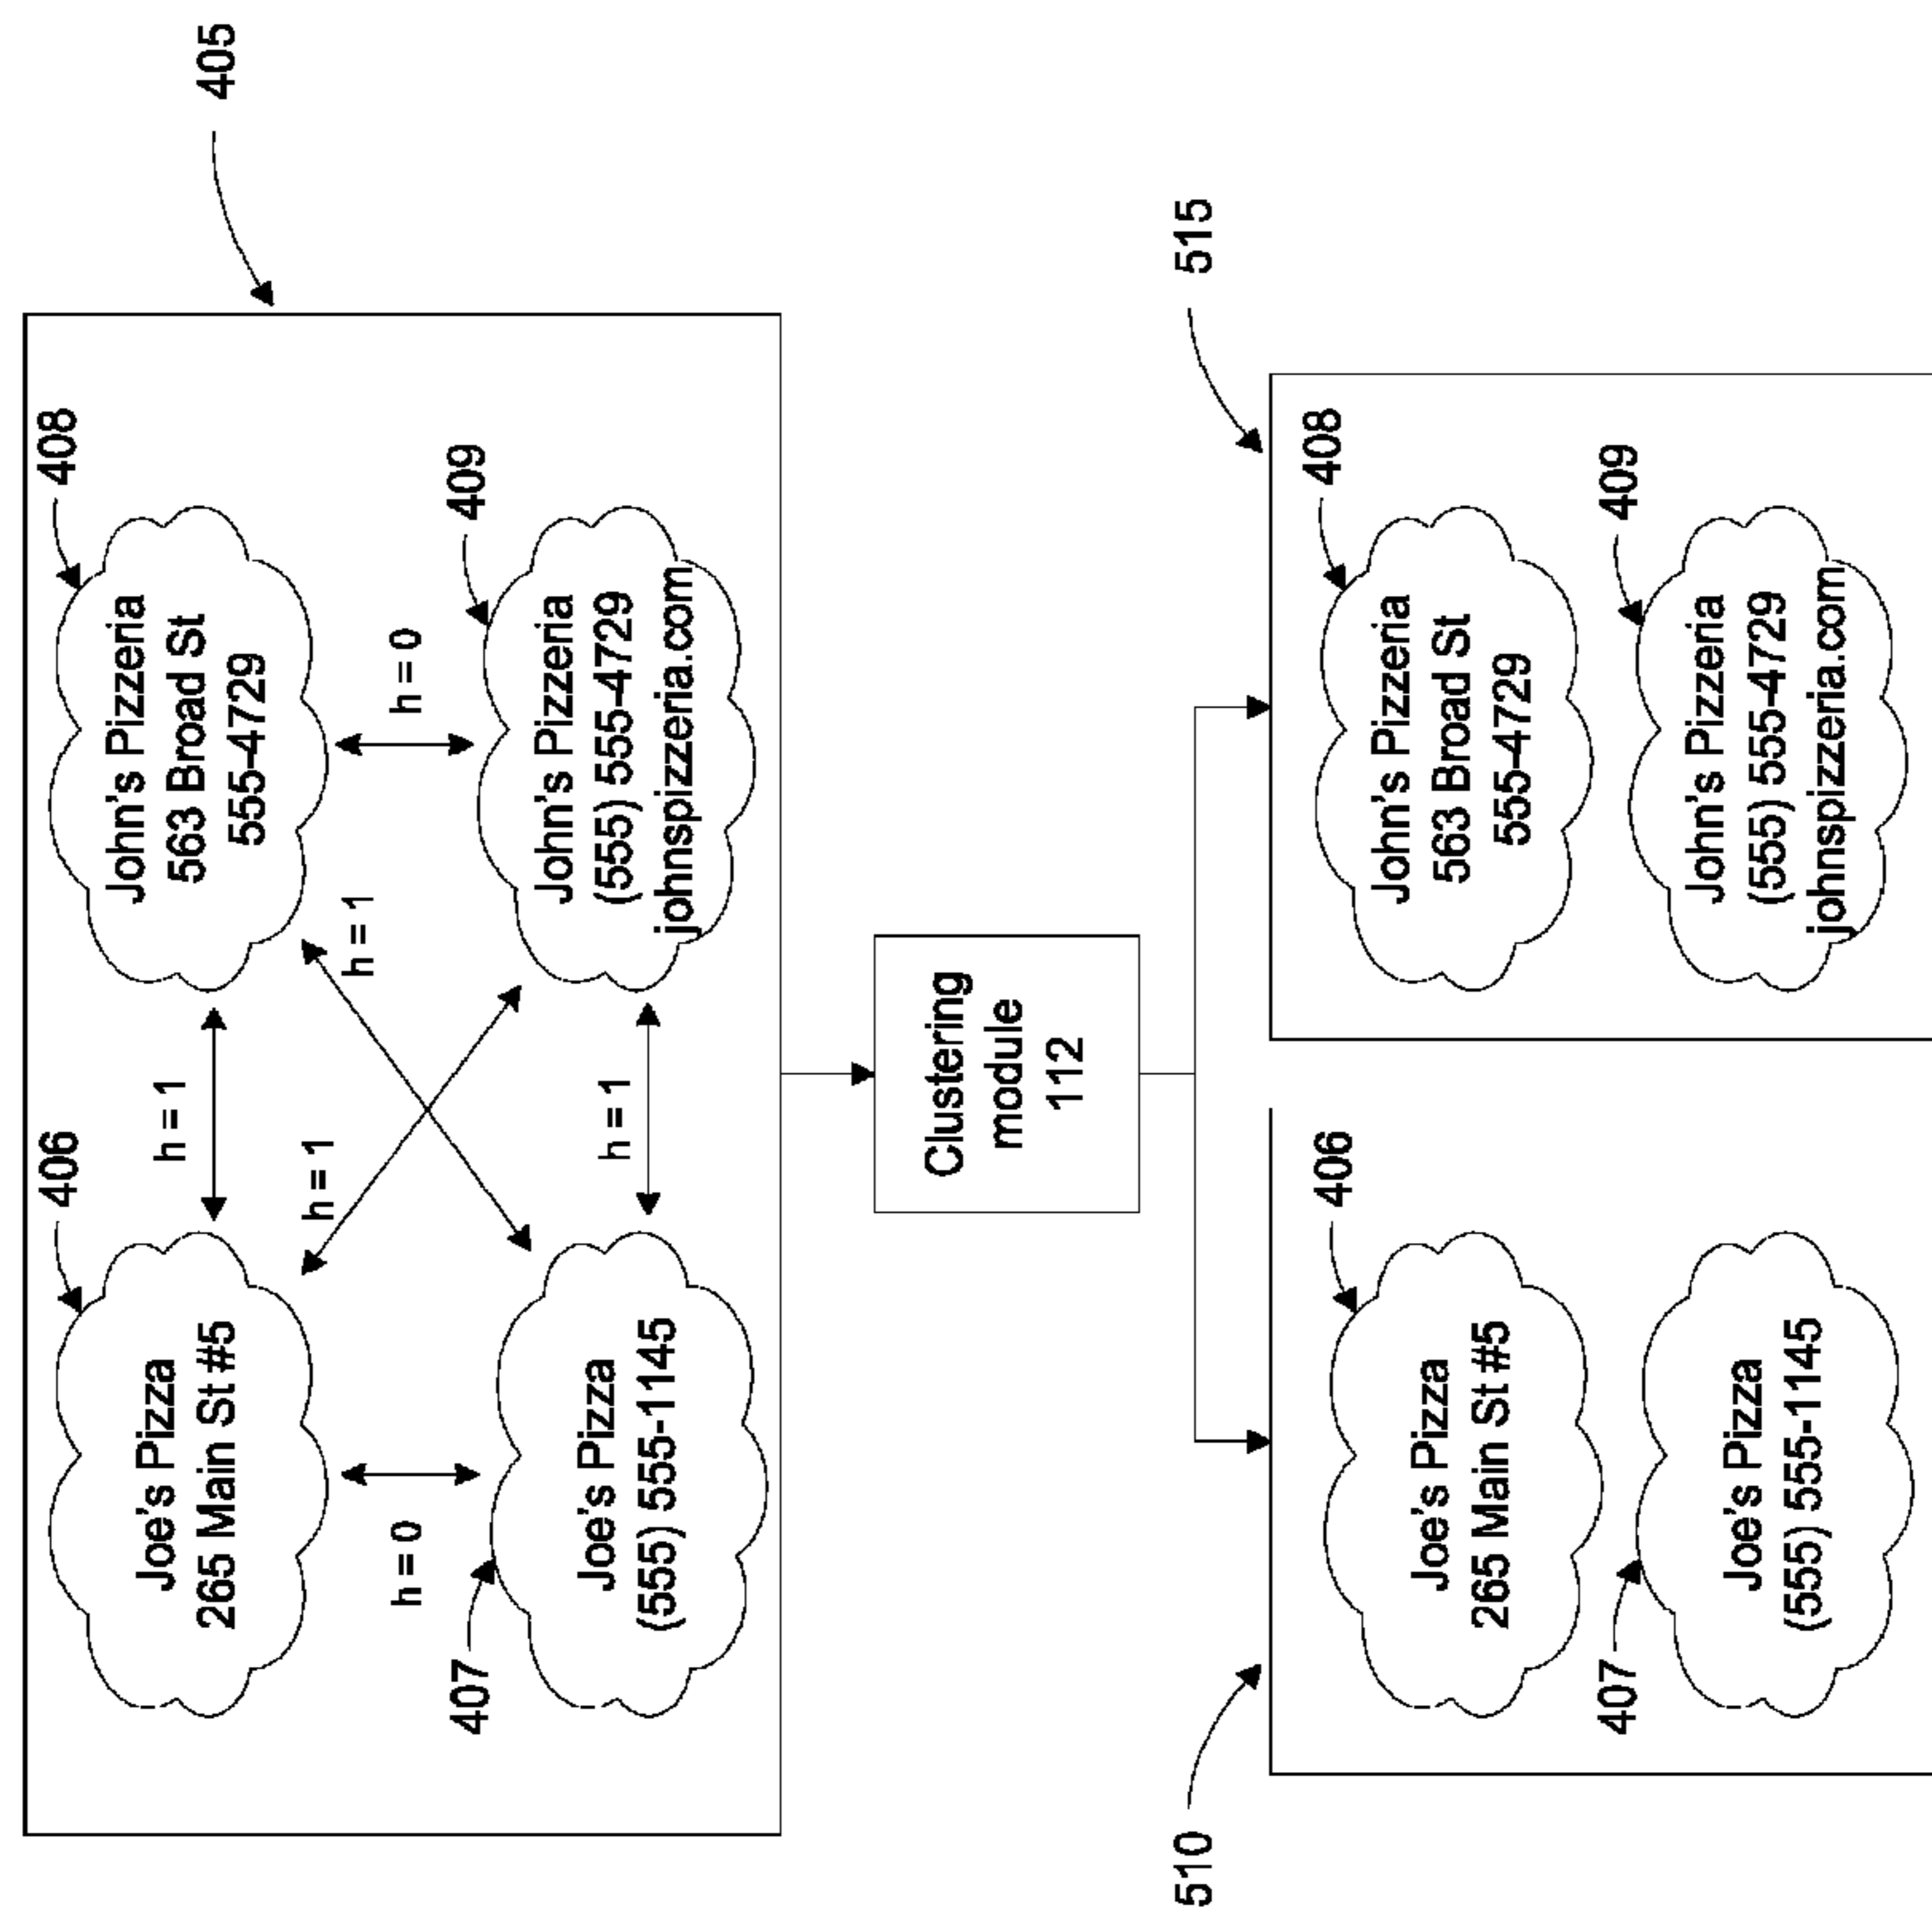 405
406
Joe's Pizza
265 Main St #5
h = 1
408
John's Pizzeria
563 Broad St
555-4729
h = 0
h = 1
h = 1
h = 0
407
Joe's Pizza
(555) 555-1145
h = 1
409
John's Pizzeria
(555) 555-4729
johnspizzeria.com
Clustering
module
112
510
515
406
Joe's Pizza
265 Main St #5
408
John's Pizzeria
563 Broad St
555-4729
407
Joe's Pizza
(555) 555-1145
409
John's Pizzeria
(555) 555-4729
johnspizzeria.com